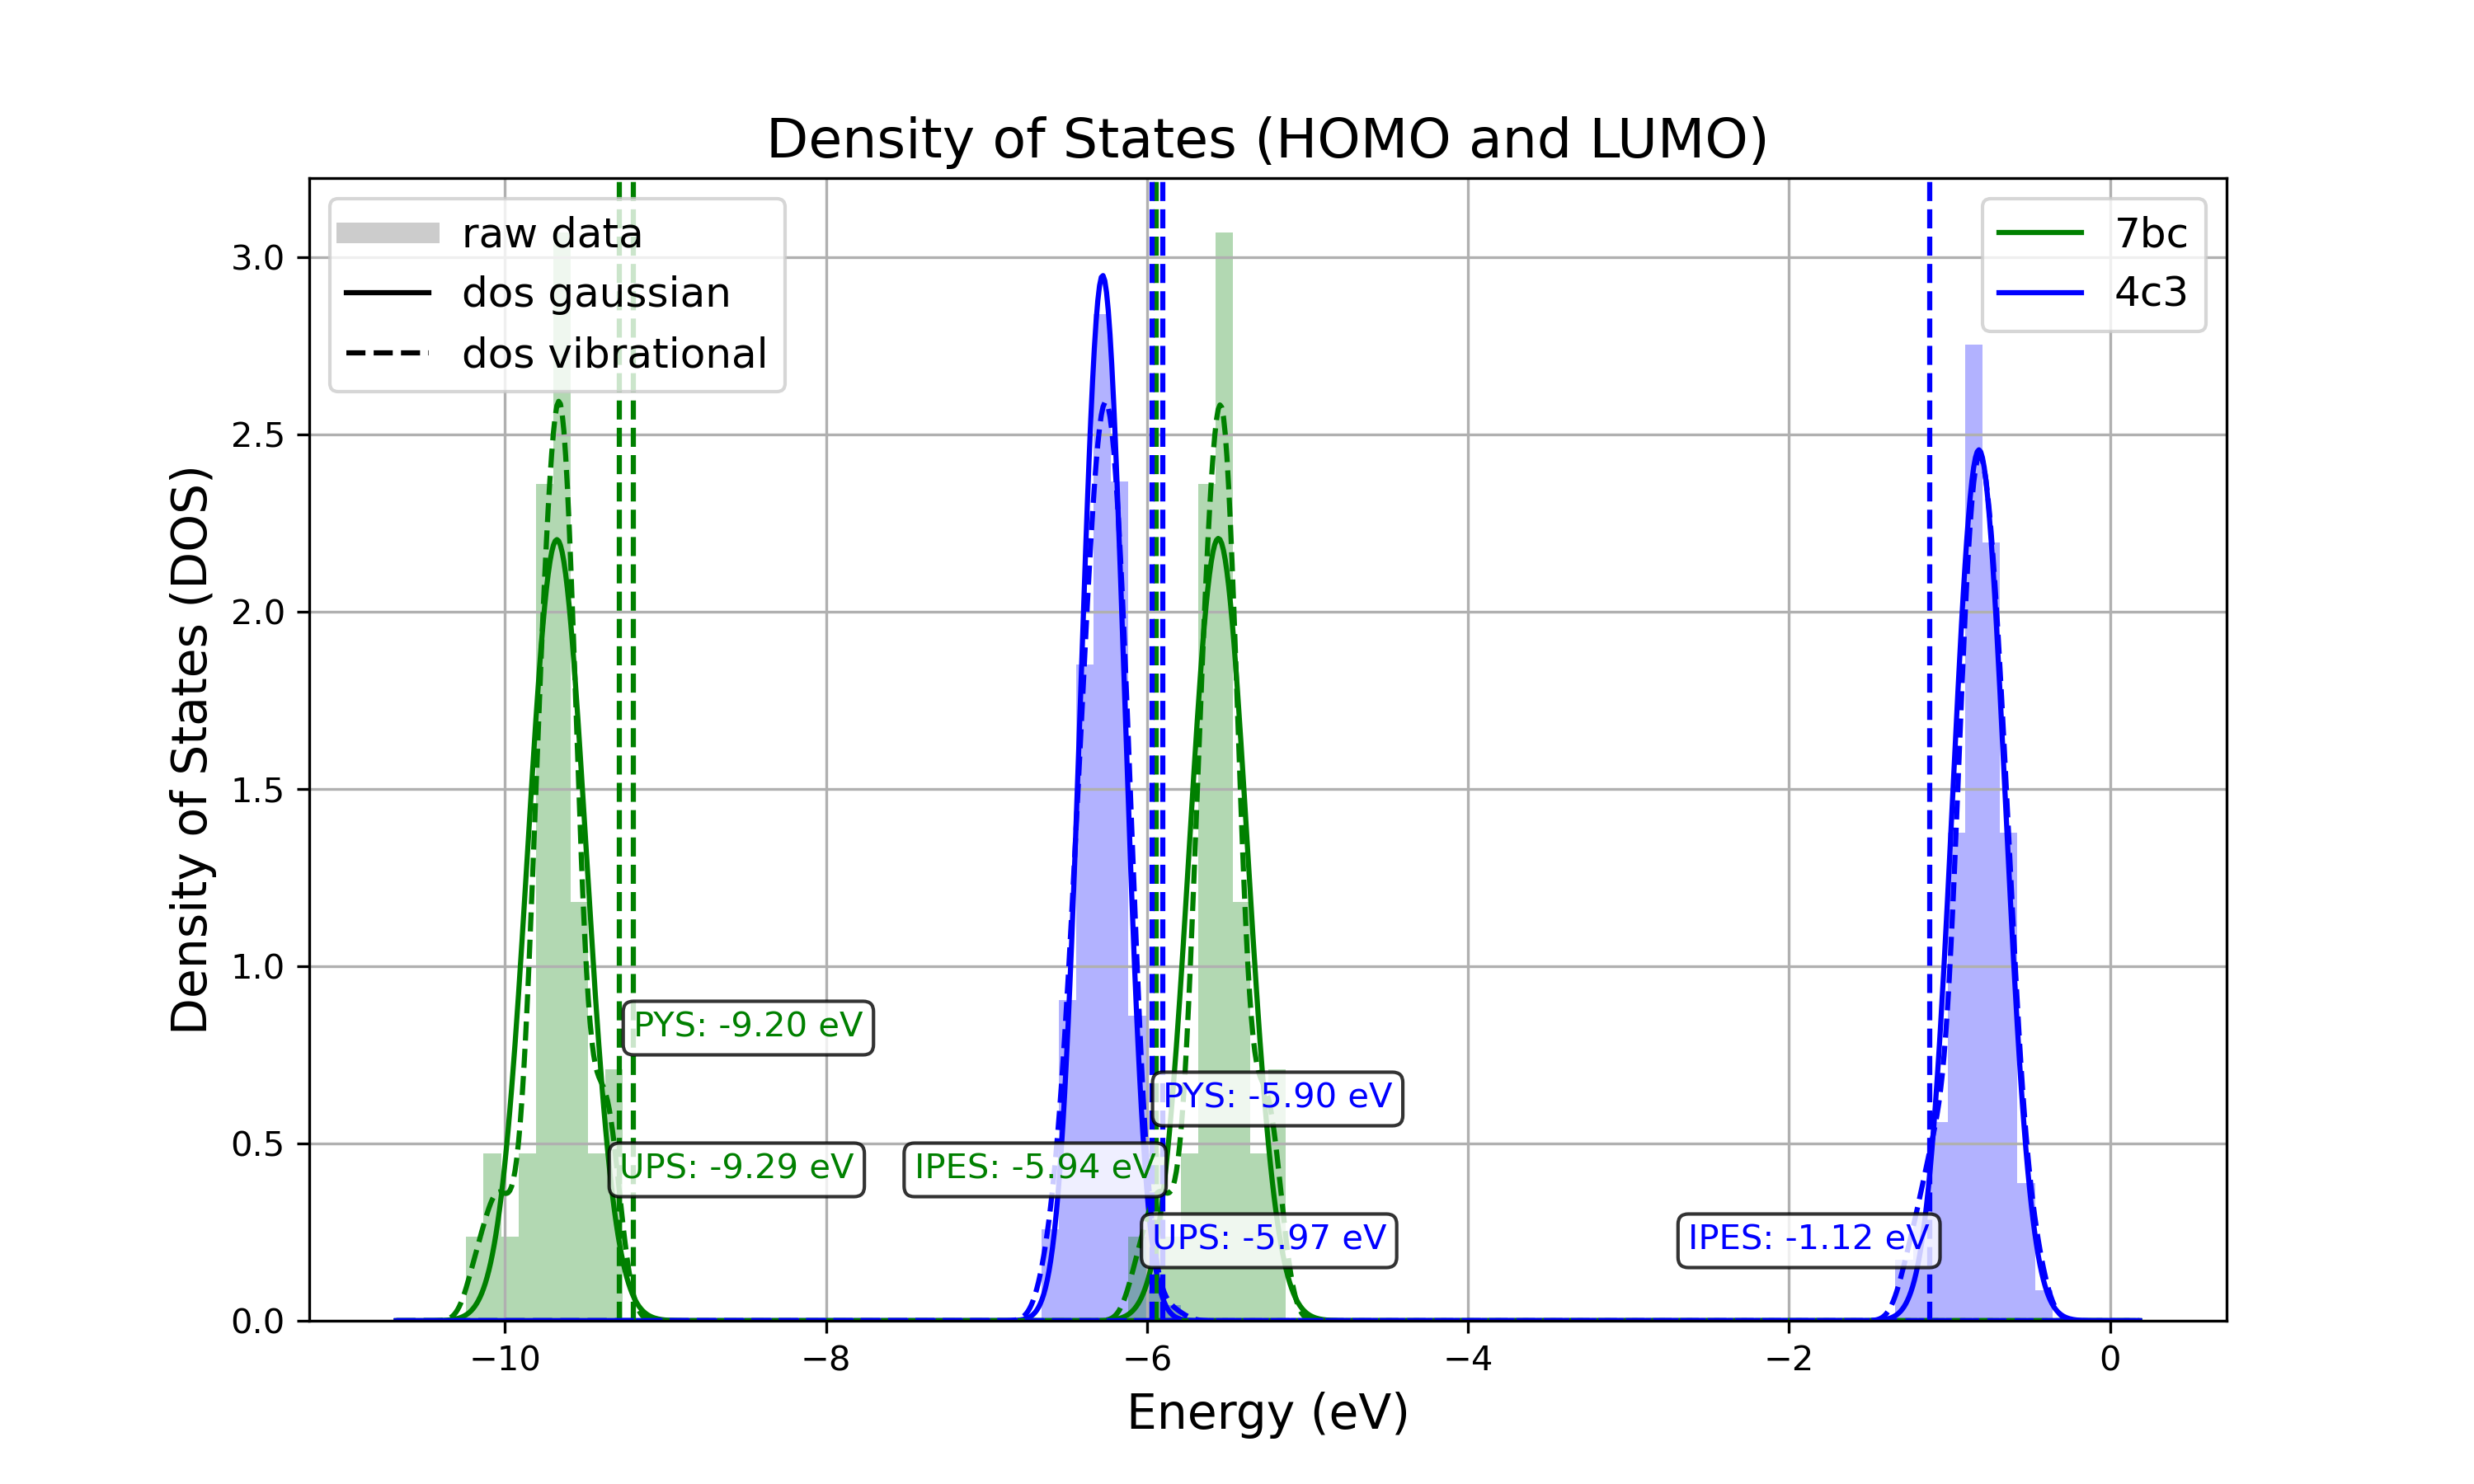 Density of States (HOMO and LUMO)
raw data
dos gaussian
dos vibrational
7bc
4c3
Density of States (DOS)
3.0
2.5
2.0
1.5
1.0
0.5
0.0
PYS: -9.20 eV
PYS: -5.90 eV
UPS: -9.29 eV
IPES: -5.94 eV
UPS: -5.97 eV
IPES: -1.12 eV
−10
−8
−6
−4
−2
0
Energy (eV)